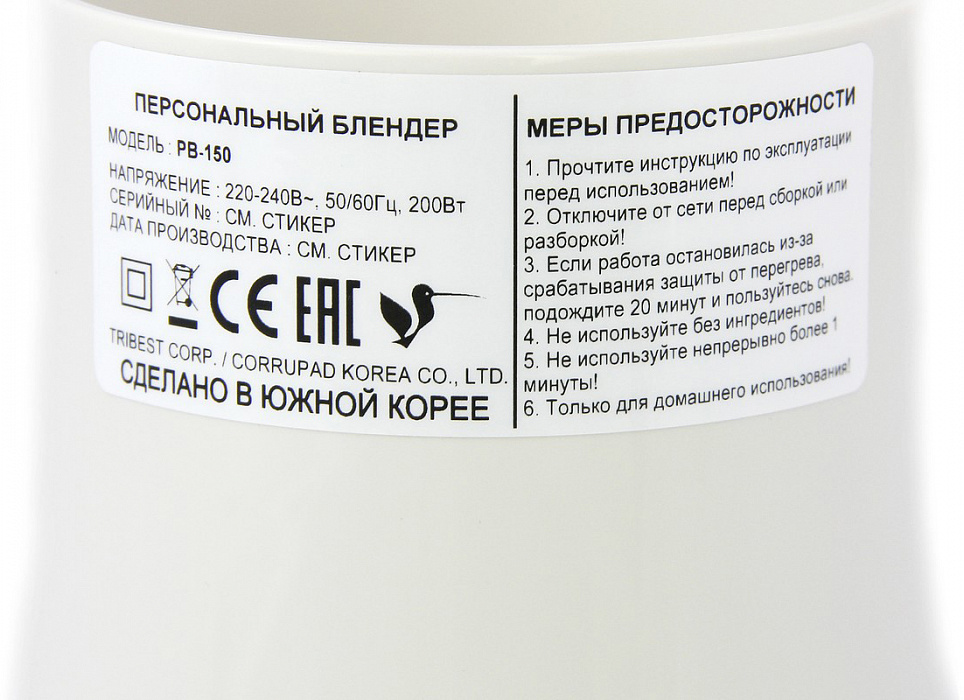 ПЕРСОНАЛЬНЫЙ БЛЕНДЕР
МОДЕЛЬ : PB-150
НАПРЯЖЕНИЕ : 220-240В~, 50/60Гц, 200Вт
СЕРИЙНЫЙ № : СМ. СТИКЕР
ДАТА ПРОИЗВОДСТВА : СМ. СТИКЕР
CE EAC
TRIBEST CORP. / CORRUPAD KOREA CO., LTD.
СДЕЛАНО В ЮЖНОЙ КОРЕЕ
МЕРЫ ПРЕДОСТОРОЖНОСТИ
1. Прочтите инструкцию по эксплуатации
перед использованием!
2. Отключите от сети перед сборкой или
разборкой!
3. Если работа остановилась из-за
срабатывания защиты от перегрева,
подождите 20 минут и пользуйтесь снова.
4. Не используйте без ингредиентов!
5. Не используйте непрерывно более 1
минуты!
6. Только для домашнего использования!